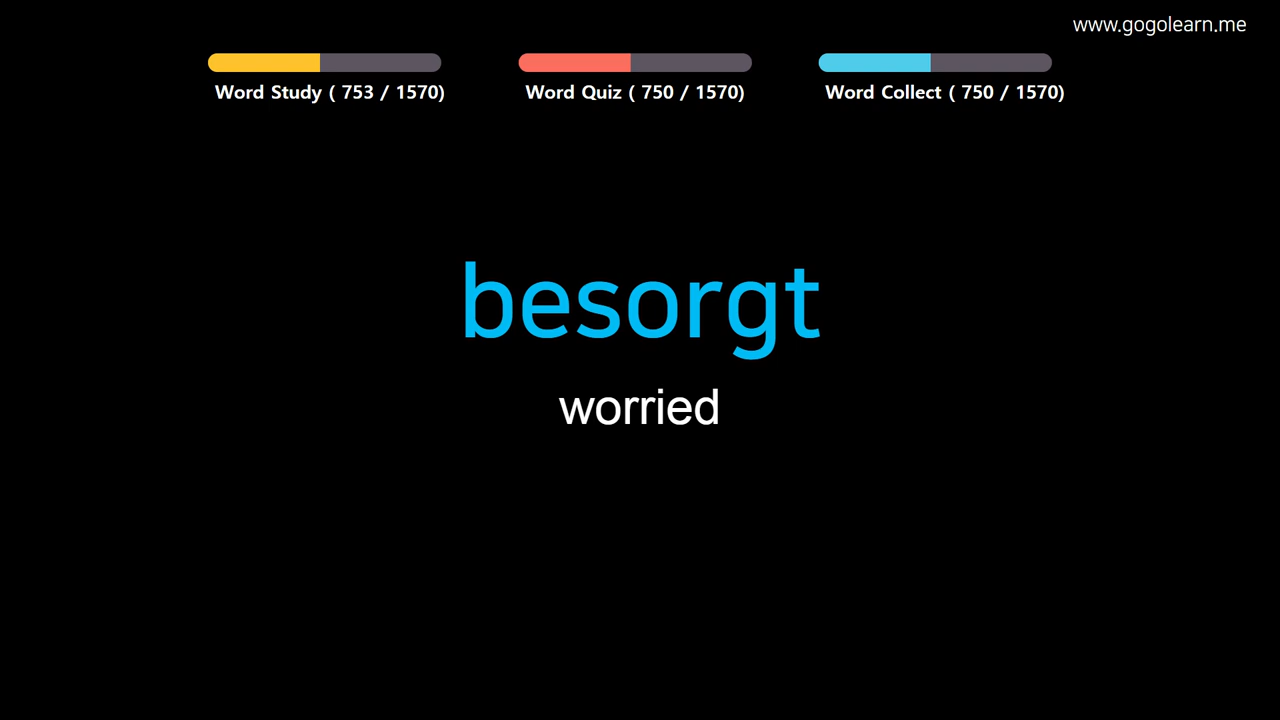 www.gogolearn.me
Word Study ( 753 / 1570)
Word Quiz ( 750 / 1570)
Word Collect ( 750 / 1570)
besorgt
worried